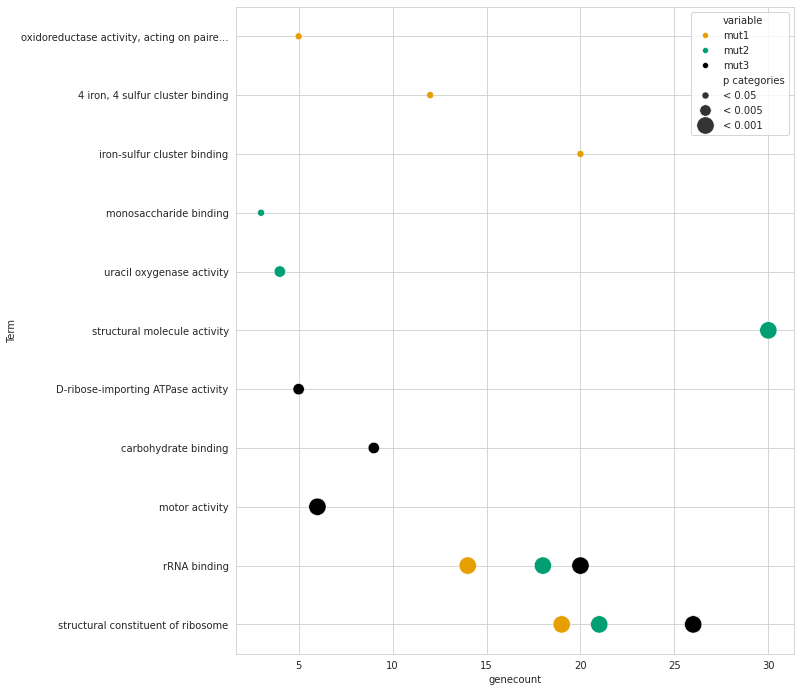 variable
mut1
mut2
mut3
p categories
< 0.05
< 0.005
< 0.001
Term
oxidoreductase activity, acting on paire...
4 iron, 4 sulfur cluster binding
iron-sulfur cluster binding
monosaccharide binding
uracil oxygenase activity
structural molecule activity
D-ribose-importing ATPase activity
carbohydrate binding
motor activity
rRNA binding
structural constituent of ribosome
5 10 15 20 25 30
genecount